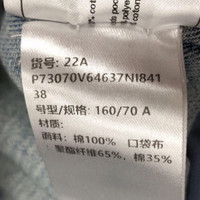 货号: 22A
P73070V64637NI841
38
号型/规格: 160/70 A
材质:
面料: 棉100% 口袋布
: 聚酯纤维65%, 棉35%